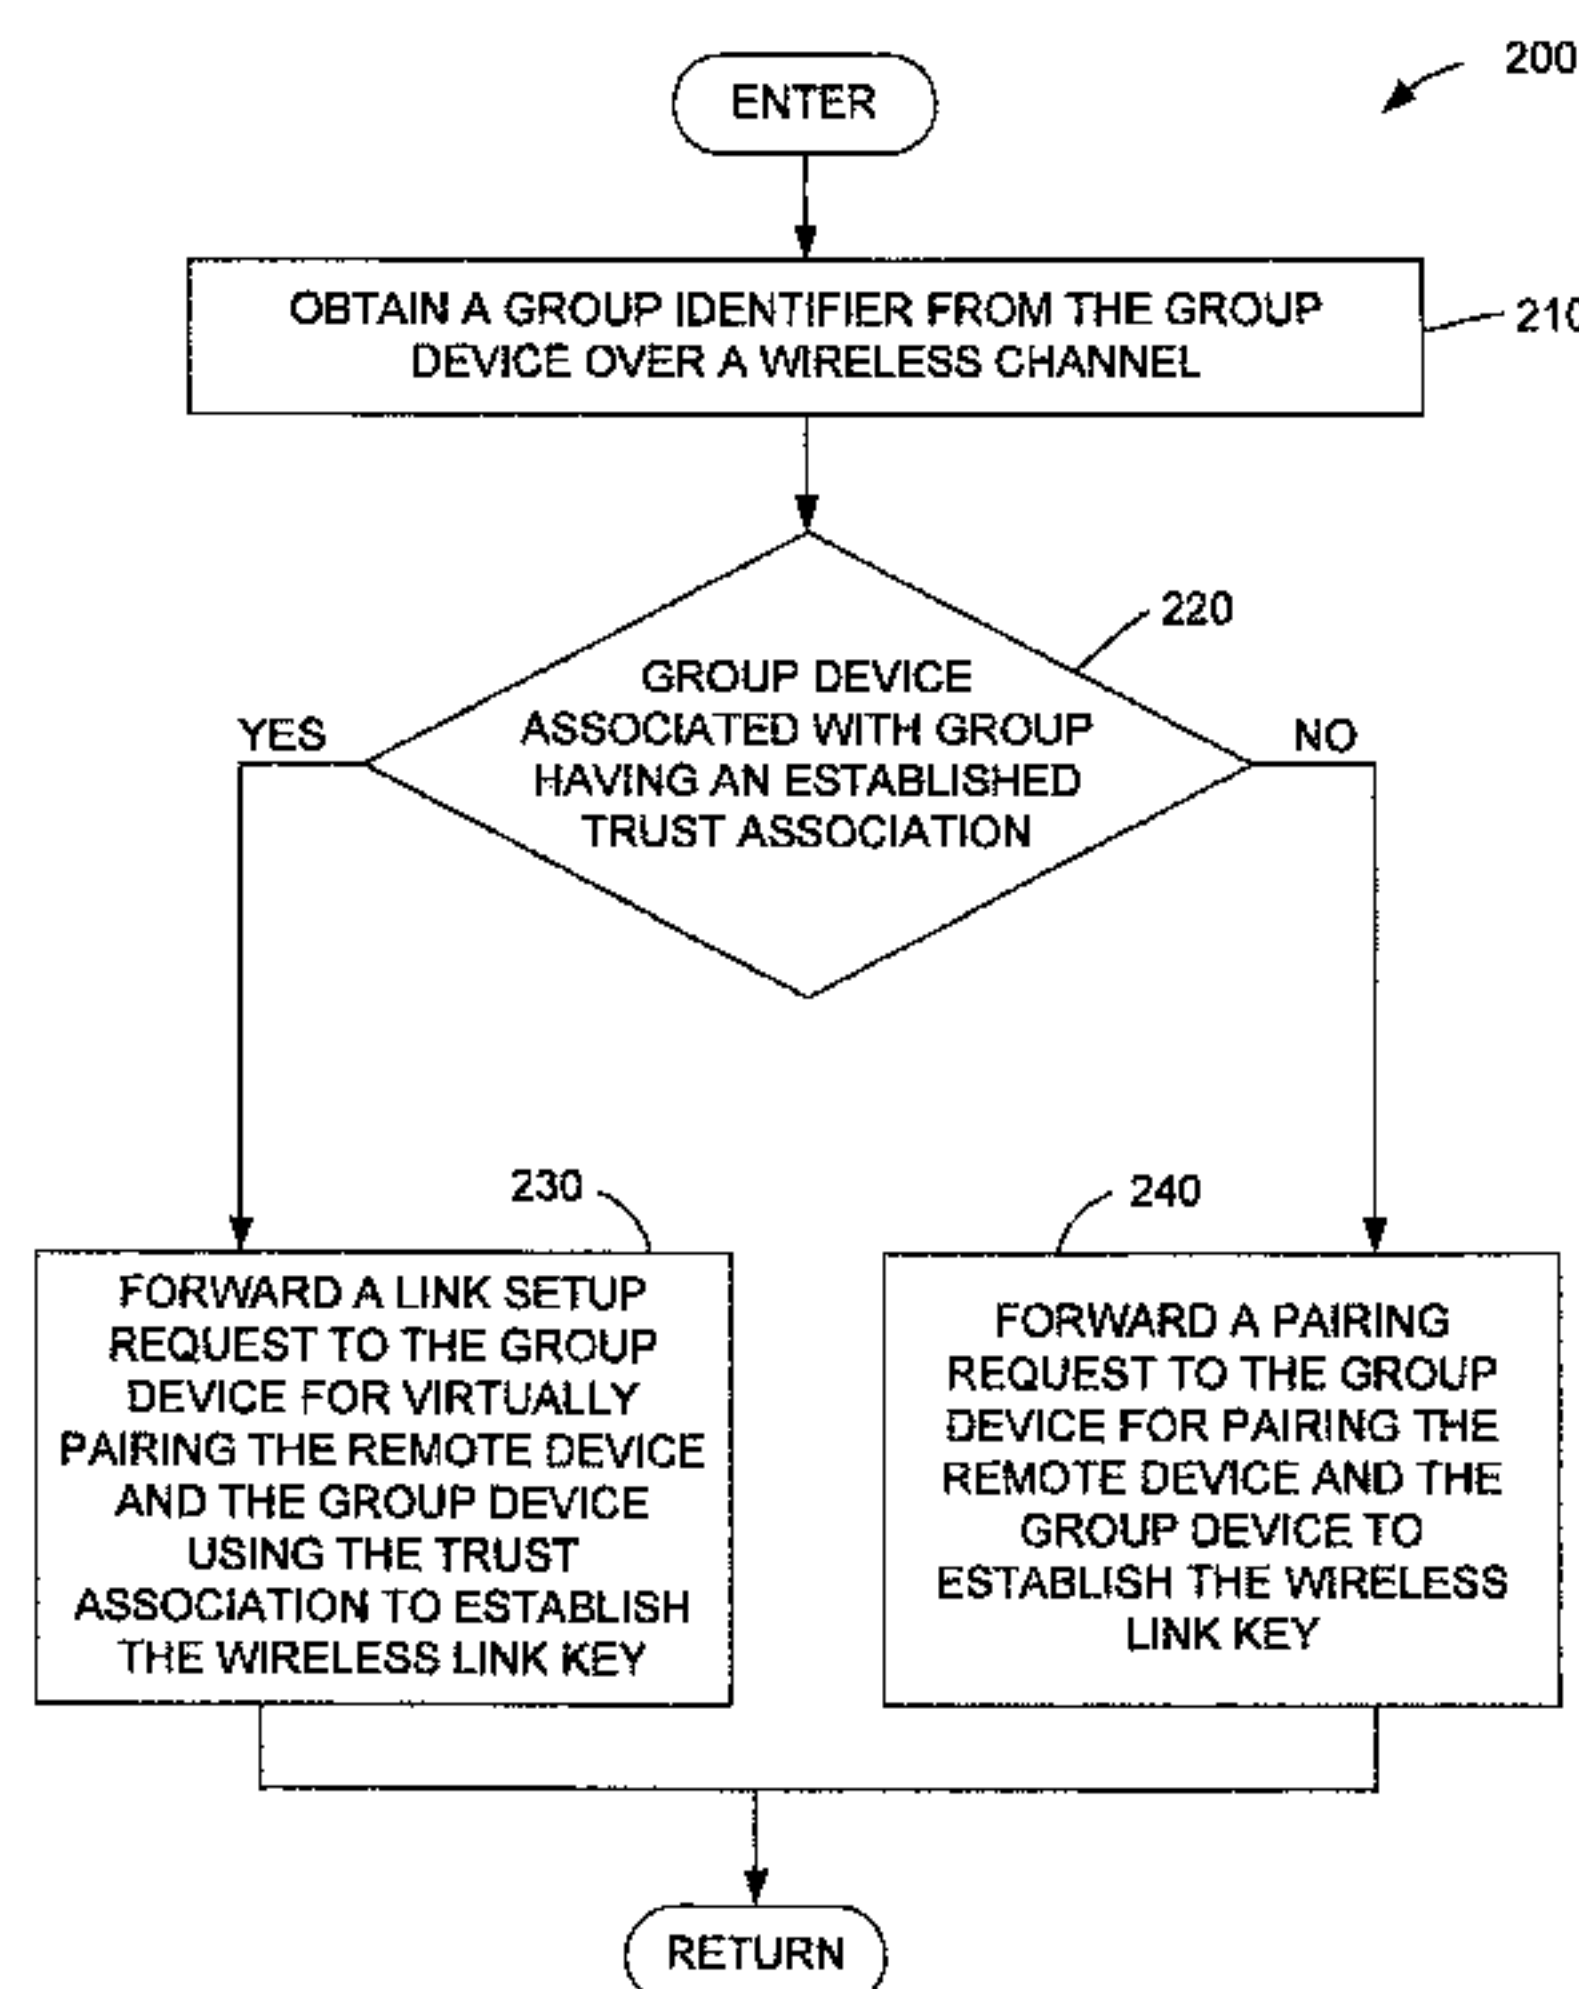 200
ENTER
OBTAIN A GROUP IDENTIFIER FROM THE GROUP
DEVICE OVER A WIRELESS CHANNEL
210
220
GROUP DEVICE
ASSOCIATED WITH GROUP
HAVING AN ESTABLISHED
TRUST ASSOCIATION
YES
NO
230
FORWARD A LINK SETUP
REQUEST TO THE GROUP
DEVICE FOR VIRTUALLY
PAIRING THE REMOTE DEVICE
AND THE GROUP DEVICE
USING THE TRUST
ASSOCIATION TO ESTABLISH
THE WIRELESS LINK KEY
240
FORWARD A PAIRING
REQUEST TO THE GROUP
DEVICE FOR PAIRING THE
REMOTE DEVICE AND THE
GROUP DEVICE TO
ESTABLISH THE WIRELESS
LINK KEY
RETURN